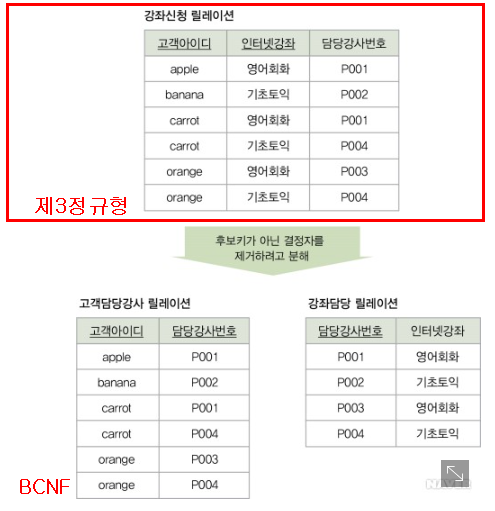 강좌신청 릴레이션
고객아이디 인터넷강좌 담당강사번호
apple 영어회화 P001
banana 기초토익 P002
carrot 영어회화 P001
carrot 기초토익 P004
orange 영어회화 P003
orange 기초토익 P004
제3정규형
후보키가 아닌 결정자를
제거하려고 분해
고객담당강사 릴레이션
고객아이디 담당강사번호
apple P001
banana P002
carrot P001
carrot P004
orange P003
orange P004
BCNF
강좌담당 릴레이션
담당강사번호 인터넷강좌
P001 영어회화
P002 기초토익
P003 영어회화
P004 기초토익